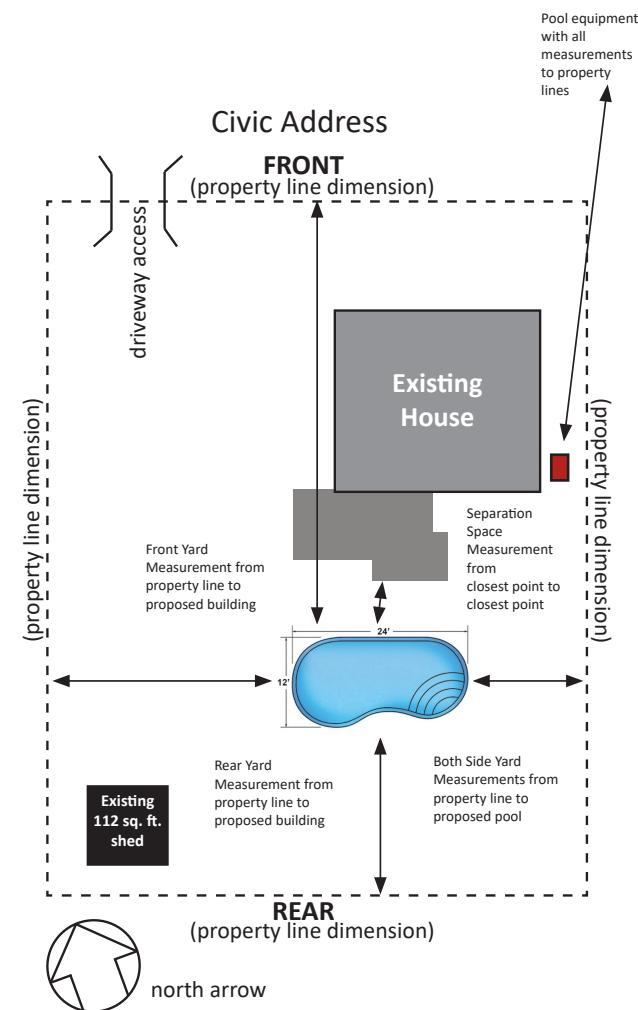 Pool equipment
with all
measurements
to property
lines
Civic Address
FRONT
(property line dimension)
driveway access
Existing
House
(property line dimension)
(property line dimension)
Front Yard
Measurement from
property line to
proposed building
Separation
Space
Measurement
from
closest point to
closest point
24'
12'
Rear Yard
Measurement from
property line to
proposed building
Both Side Yard
Measurements from
property line to
proposed pool
Existing
112 sq. ft.
shed
REAR
(property line dimension)
north arrow